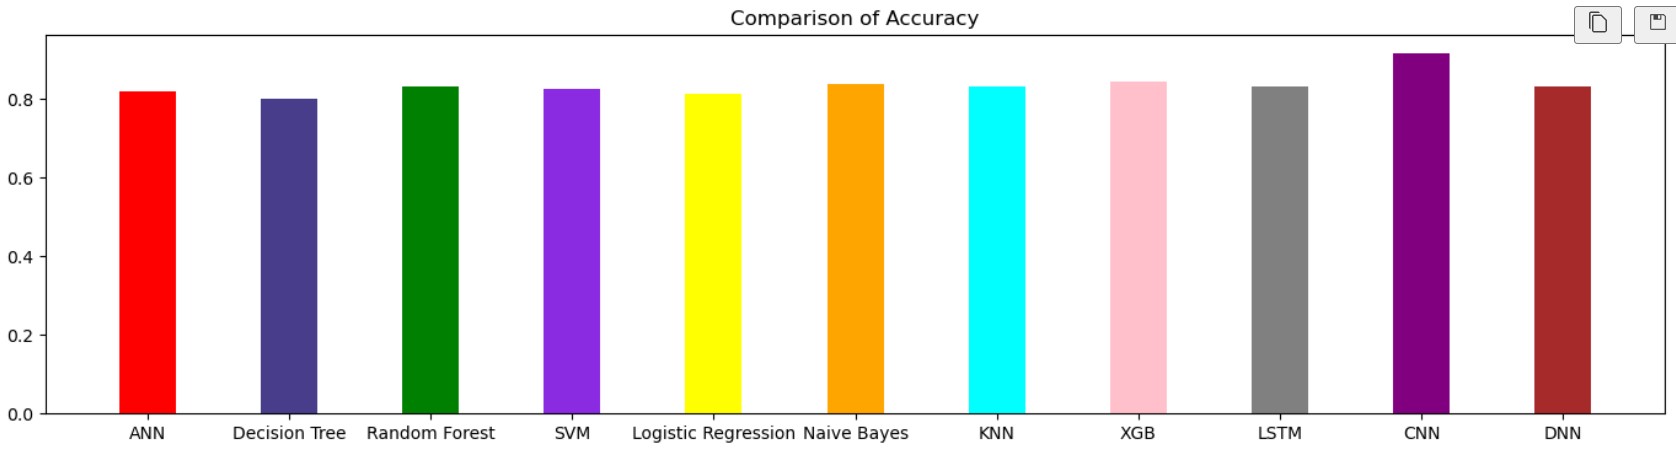 Comparison of Accuracy
0.8
0.6
0.4
0.2
0.0
ANN Decision Tree Random Forest SVM Logistic Regression Naive Bayes KNN XGB LSTM CNN DNN